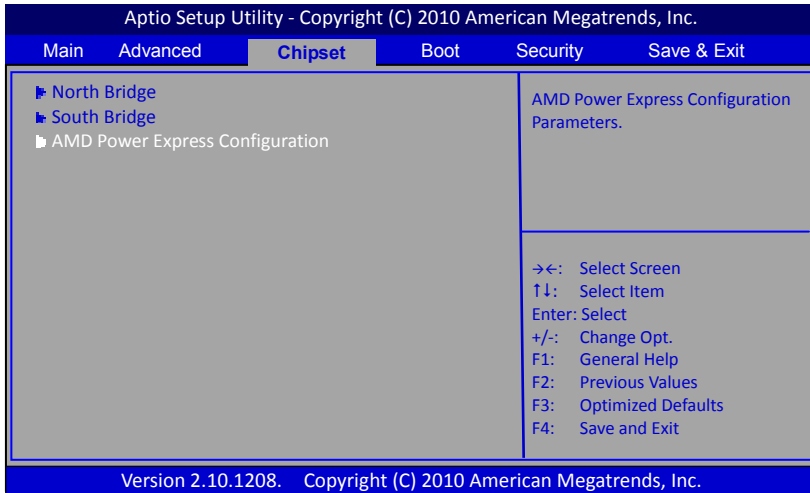 Aptio Setup Utility - Copyright (C) 2010 American Megatrends, Inc.
Main Advanced Chipset Boot Security Save & Exit
North Bridge
South Bridge
AMD Power Express Configuration
AMD Power Express Configuration
Parameters.
→←: Select Screen
↑↓: Select Item
Enter: Select
+/-: Change Opt.
F1: General Help
F2: Previous Values
F3: Optimized Defaults
F4: Save and Exit
Version 2.10.1208. Copyright (C) 2010 American Megatrends, Inc.